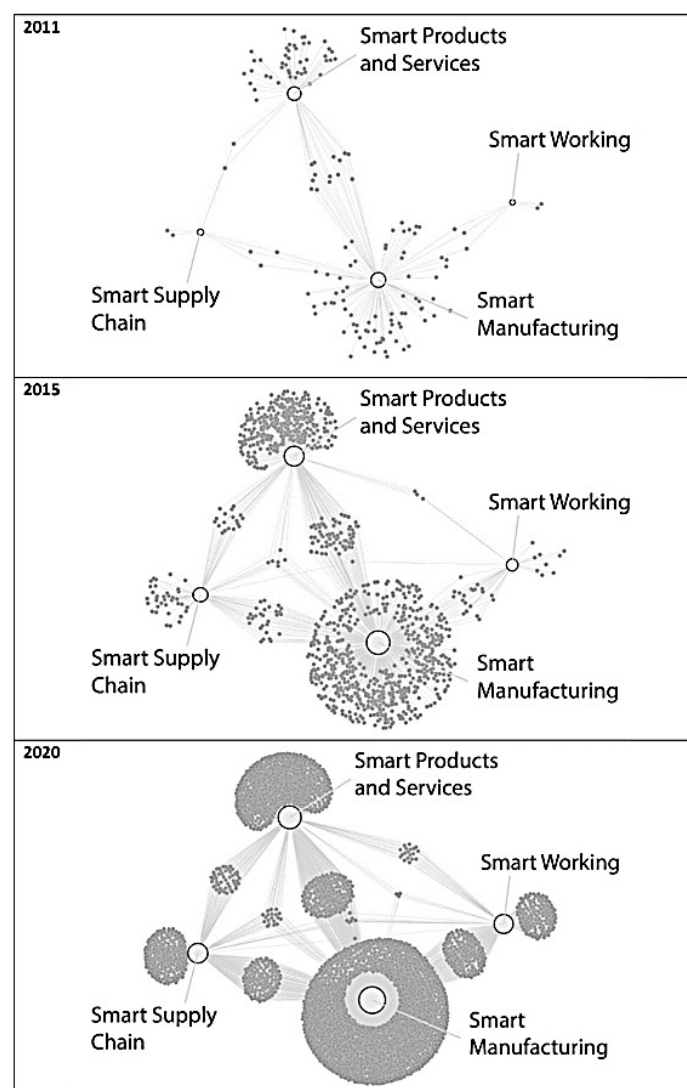 2011
Smart Products
and Services
Smart Working
Smart Supply
Chain
Smart
Manufacturing
2015
Smart Products
and Services
Smart Working
Smart Supply
Chain
Smart
Manufacturing
2020
Smart Products
and Services
Smart Working
Smart Supply
Chain
Smart
Manufacturing